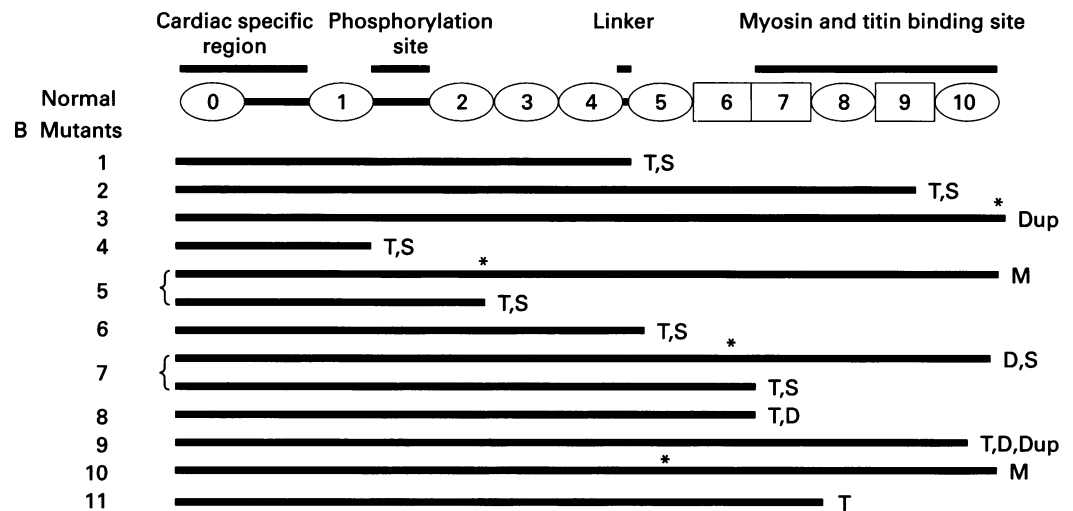 Cardiac specific region Phosphorylation site Linker Myosin and titin binding site
Normal 0 1 2 3 4 5 6 7 8 9 10
B Mutants
1 T,S
2 T,S
* 
3 Dup
4 T,S
*
5 M
T,S
6 T,S
*
7 D,S
T,S
8 T,D
9 T,D,Dup
*
10 M
11 T